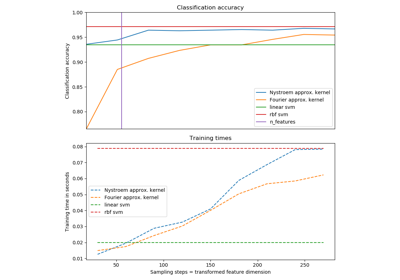 Classification accuracy
1.00
0.95
0.90
0.85
0.80
Classification accuracy
Nystroem approx. kernel
Fourier approx. kernel
linear svm
rbf svm
n_features
Training times
0.08
0.07
0.06
0.05
0.04
0.03
0.02
0.01
Training time in seconds
Nystroem approx. kernel
Fourier approx. kernel
linear svm
rbf svm
50
100
150
200
250
Sampling steps = transformed feature dimension